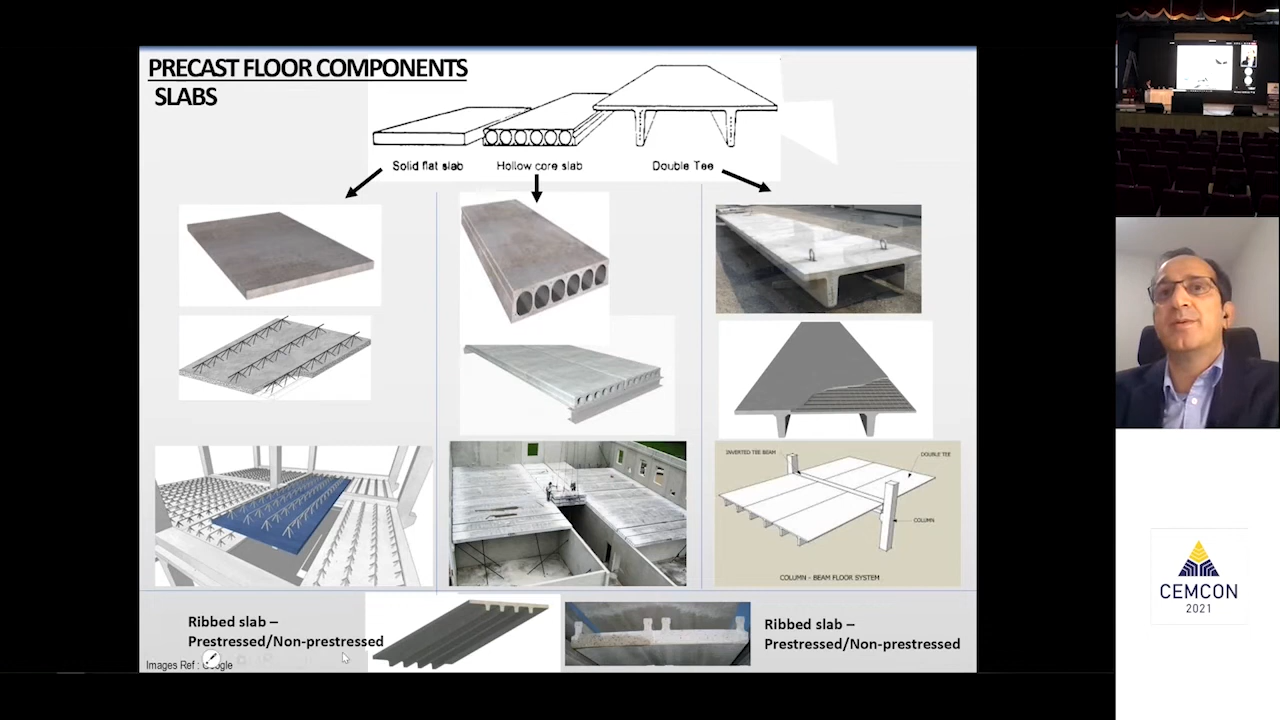 PRECAST FLOOR COMPONENTS
SLABS
Solid flat slab
Hollow core slab
Double Tee
INVERTED TEE BEAM
DOUBLE TEE
COLUMN
COLUMN - BEAM FLOOR SYSTEM
Ribbed slab –
Prestressed/Non-prestressed
Ribbed slab –
Prestressed/Non-prestressed
Images Ref : Google
CEMCON
2021